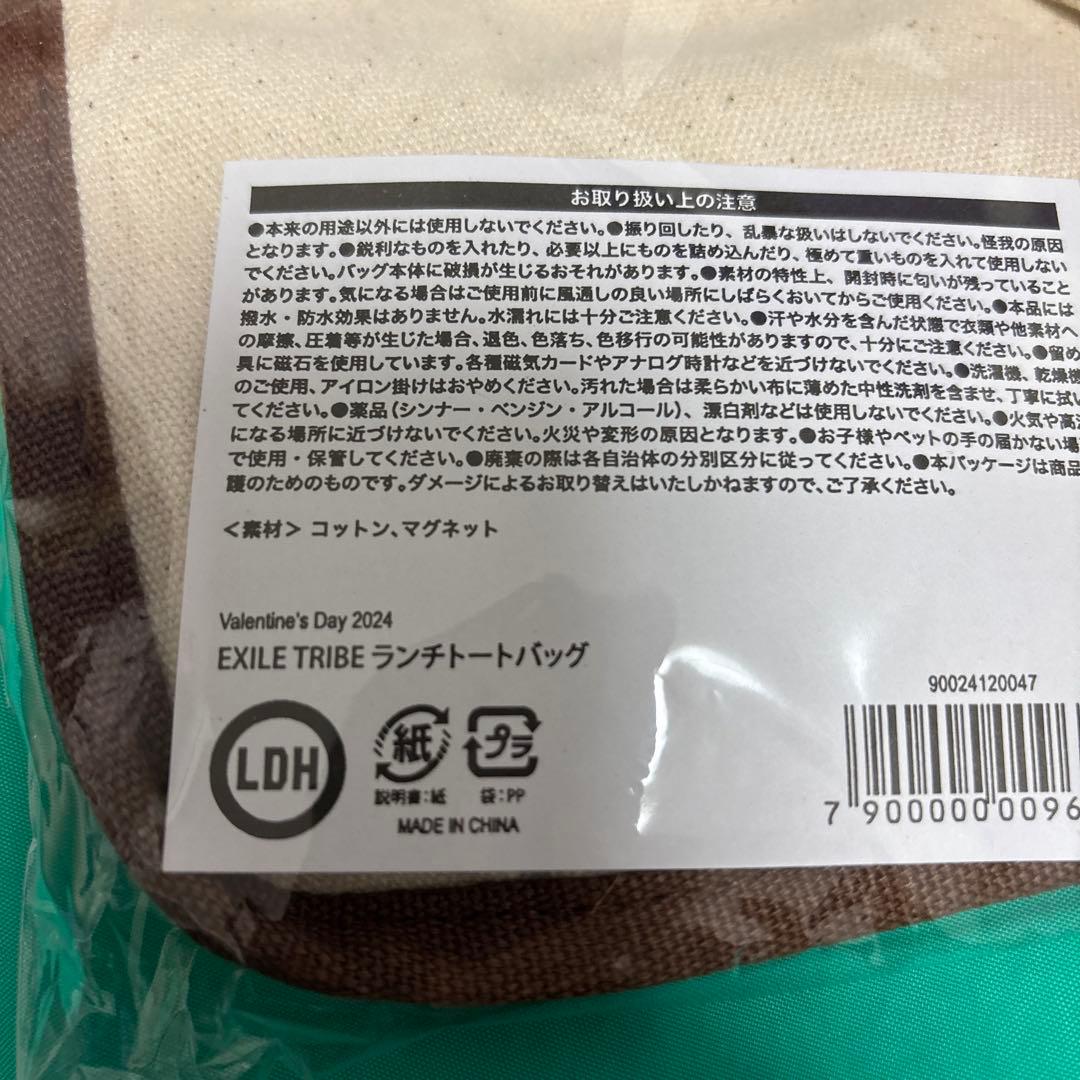 お取り扱い上の注意
●本来の用途以外には使用しないでください。●振り回したり、乱暴な扱いはしないでください。怪我の原因
となります。●鋭利なものを入れたり、必要以上にものを詰め込んだり、極めて重いものを入れて使用しない
でください。バッグ本体に破損が生じるおそれがあります。●素材の特性上、開封時に匂いが残っていること
があります。気になる場合はご使用前に風通しの良い場所にしばらくおいてからご使用ください。●本品には
撥水・防水効果はありません。水濡れには十分ご注意ください。●汗や水分を含んだ状態で衣類や他素材へ
の摩擦、圧着等が生じた場合、退色、色落ち、色移行の可能性がありますので、十分にご注意ください。●留め
具に磁石を使用しています。各種磁気カードやアナログ時計などを近づけないでください。●洗濯機、乾燥機
のご使用、アイロン掛けはおやめください。汚れた場合は柔らかい布に薄めた中性洗剤を含ませ、丁寧に拭い
てください。●薬品（シンナー・ベンジン・アルコール）、漂白剤などは使用しないでください。●火気や高温
になる場所に近づけないでください。火災や変形の原因となります。●お子様やペットの手の届かない場
で使用・保管してください。●廃棄の際は各自治体の分別区分に従ってください。●本パッケージは商品
護のためのものです。ダメージによるお取り替えはいたしかねますので、ご了承ください。
＜素材＞ コットン、マグネット
Valentine's Day 2024
EXILE TRIBE ランチトートバッグ
90024120047
LDH 紙 プラ
説明書：紙 袋：PP
MADE IN CHINA
7 900000 0096